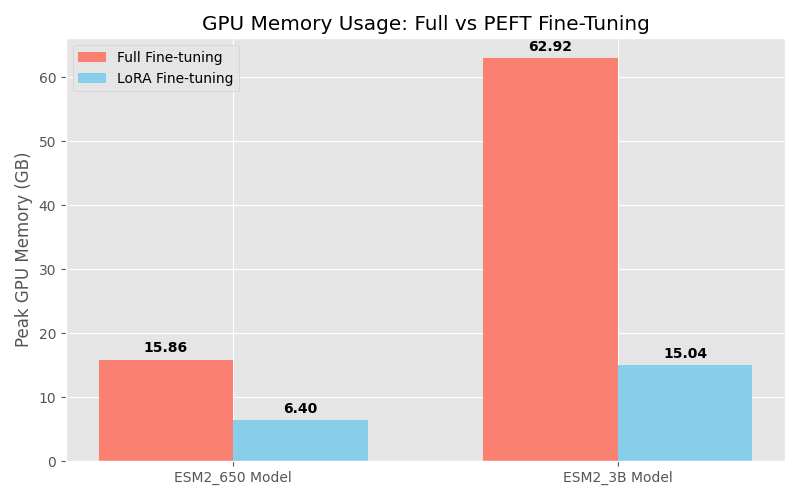 GPU Memory Usage: Full vs PEFT Fine-Tuning
Full Fine-tuning
LoRA Fine-tuning
62.92
15.86
6.40
15.04
Peak GPU Memory (GB)
60
50
40
30
20
10
0
ESM2_650 Model
ESM2_3B Model